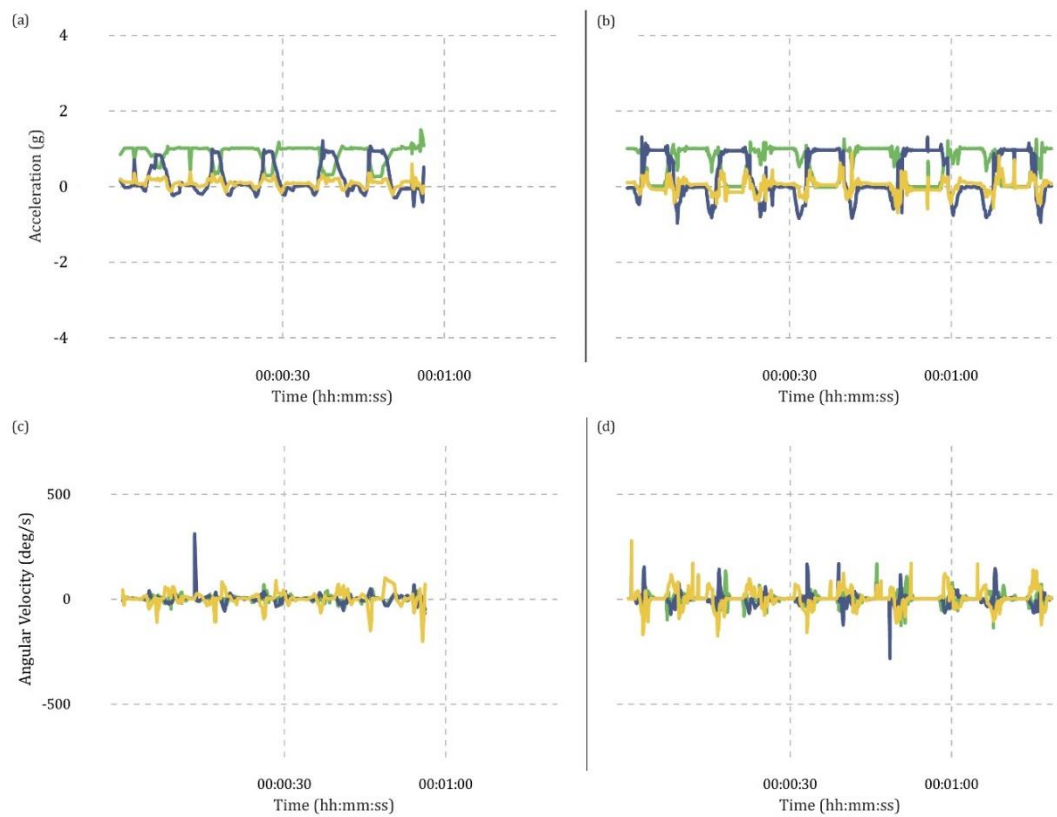 (a)
4
2
0
-2
-4
Acceleration (g)
00:00:30
00:01:00
Time (hh:mm:ss)
(b)
00:00:30
00:01:00
Time (hh:mm:ss)
(c)
500
0
-500
Angular Velocity (deg/s)
00:00:30
00:01:00
Time (hh:mm:ss)
(d)
00:00:30
00:01:00
Time (hh:mm:ss)